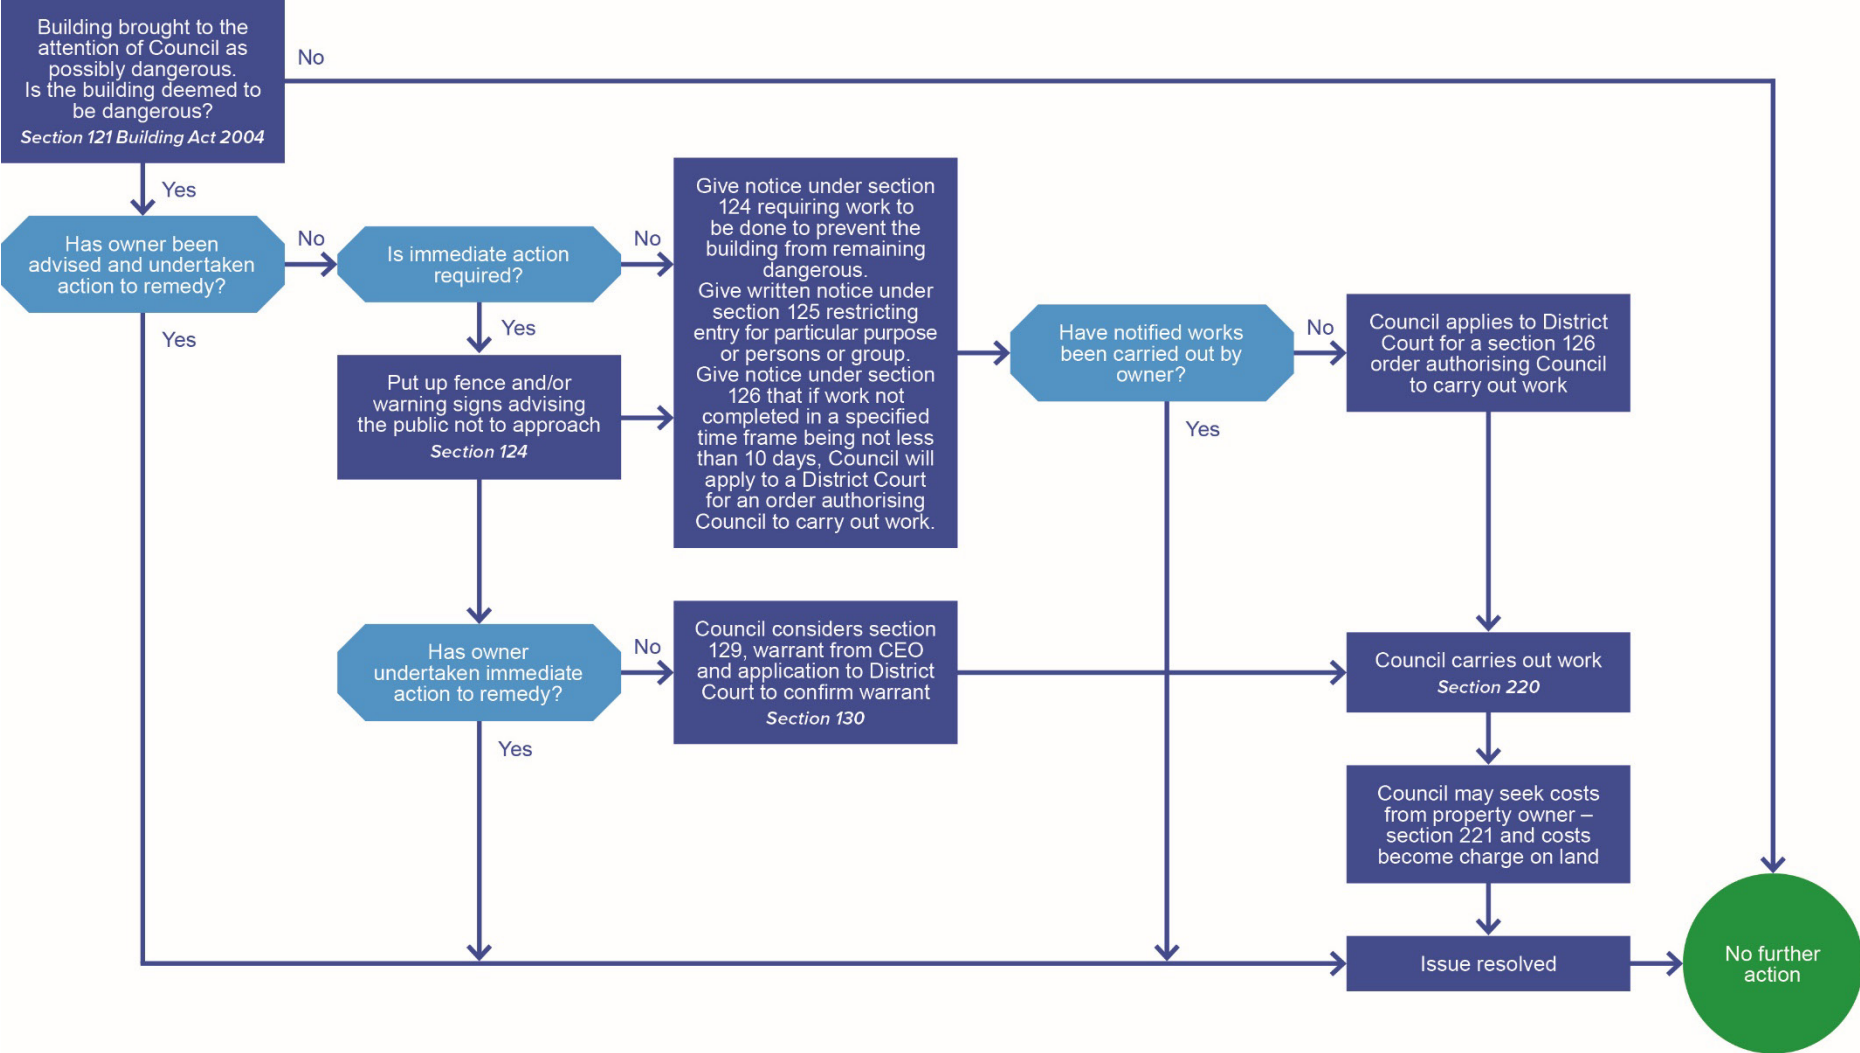 Building brought to the
attention of Council as
possibly dangerous.
Is the building deemed to
be dangerous?
Section 121 Building Act 2004
No
Yes
Has owner been
advised and undertaken
action to remedy?
No
Yes
Is immediate action
required?
No
Yes
Put up fence and/or
warning signs advising
the public not to approach
Section 124
Give notice under section
124 requiring work to
be done to prevent the
building from remaining
dangerous.
Give written notice under
section 125 restricting
entry for particular purpose
or persons or group.
Give notice under section
126 that if work not
completed in a specified
time frame being not less
than 10 days, Council will
apply to a District Court
for an order authorising
Council to carry out work.
Have notified works
been carried out by
owner?
No
Yes
Council applies to District
Court for a section 126
order authorising Council
to carry out work
Has owner
undertaken immediate
action to remedy?
No
Yes
Council considers section
129, warrant from CEO
and application to District
Court to confirm warrant
Section 130
Council carries out work
Section 220
Council may seek costs
from property owner –
section 221 and costs
become charge on land
Issue resolved
No further
action